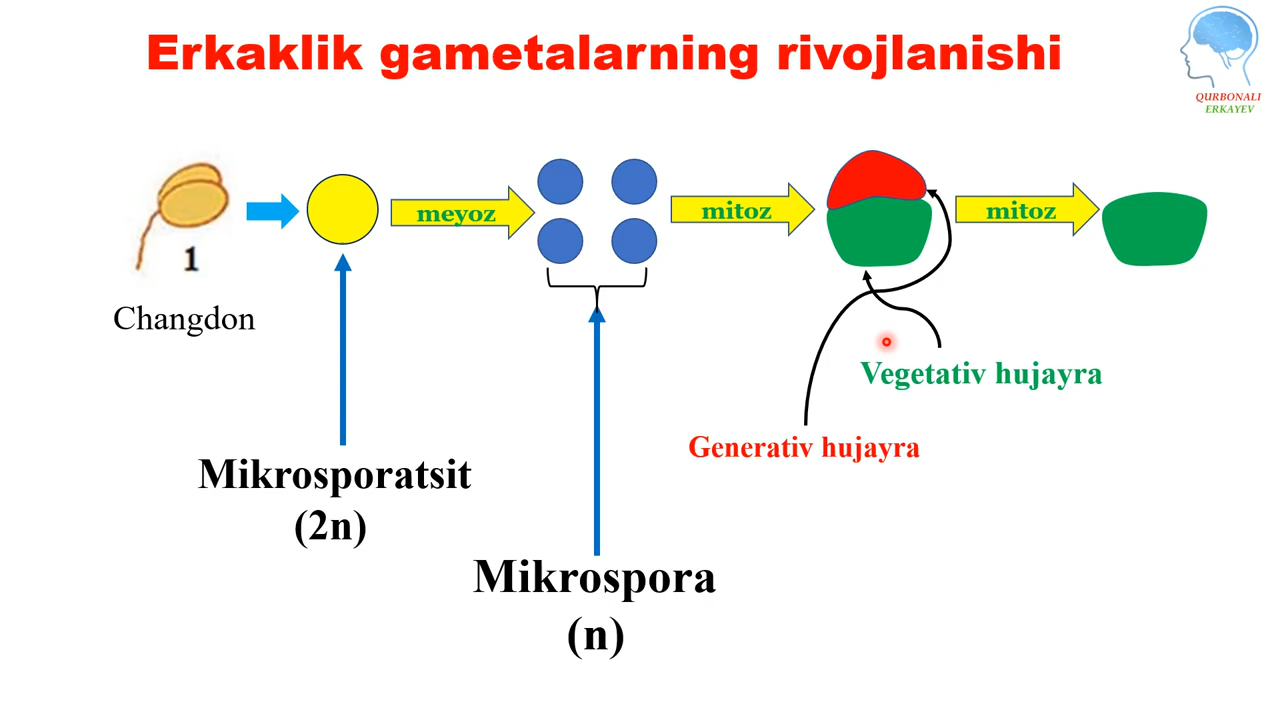 Erkaklik gametalarning rivojlanishi
QURBONALI
ERKAYEV
1
Changdon
meyoz
mitoz
mitoz
Vegetativ hujayra
Generativ hujayra
Mikrosporatsit
(2n)
Mikrospora
(n)